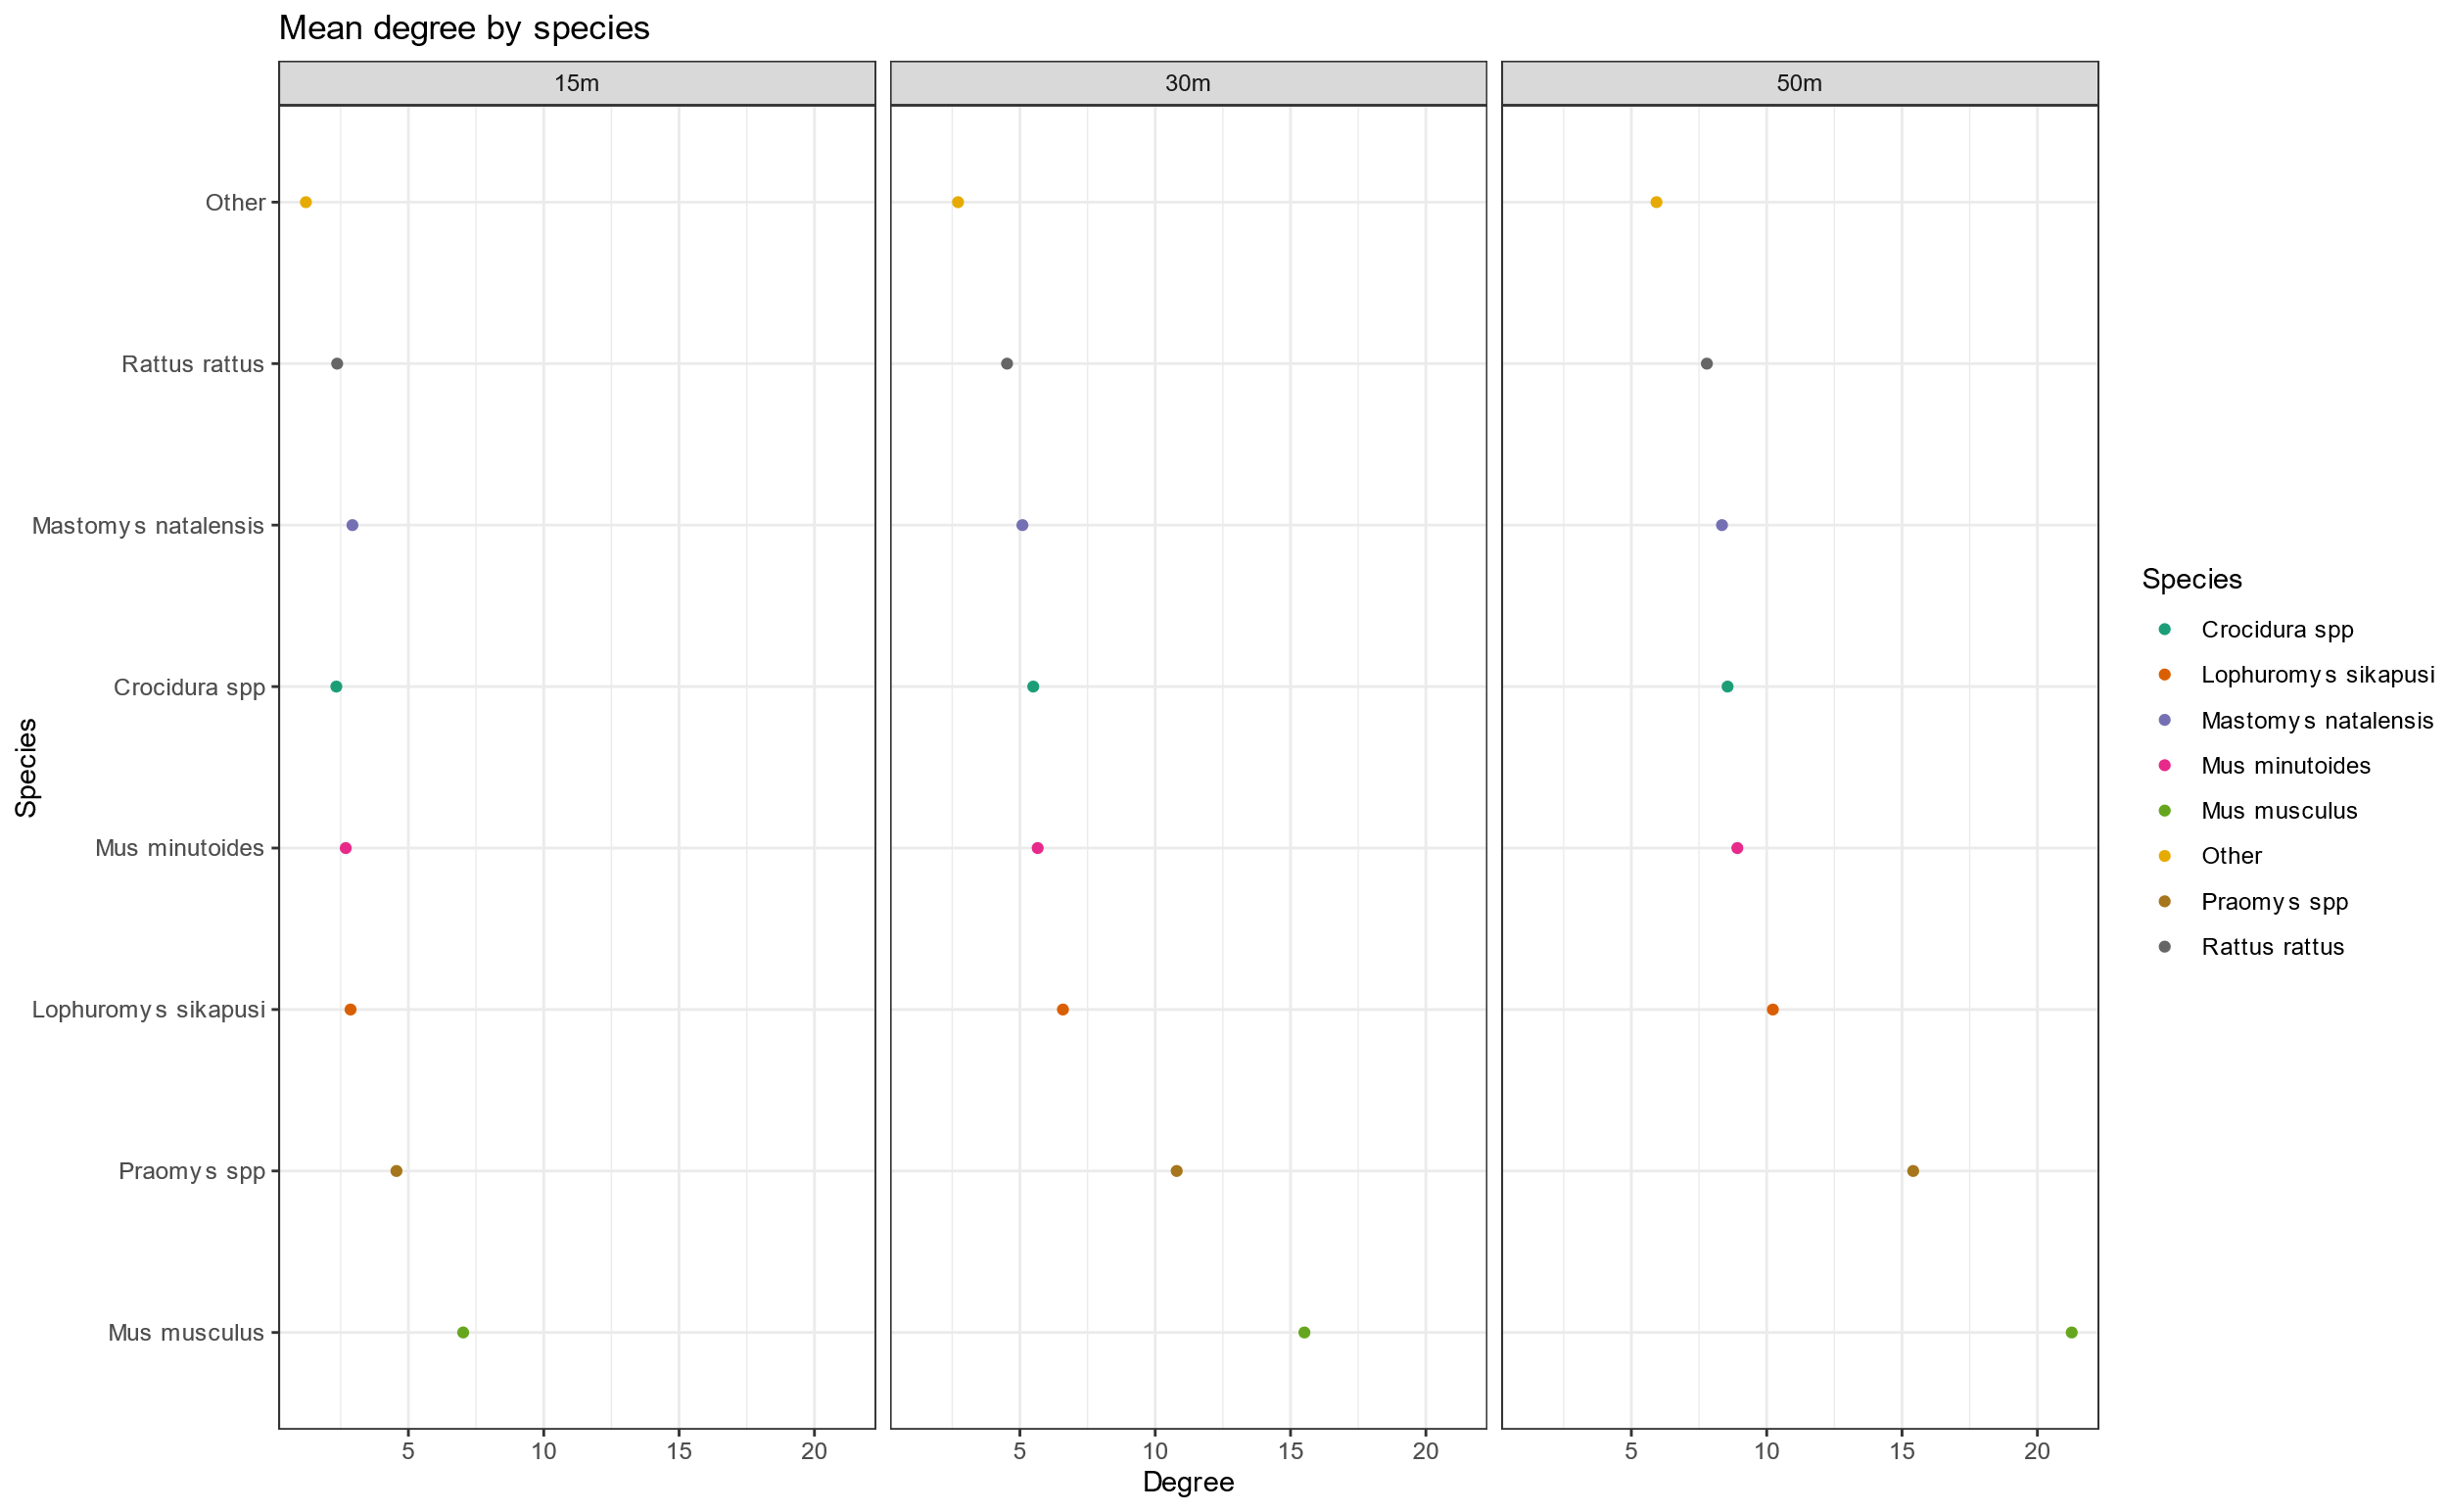 Mean degree by species
15m
30m
50m
Other
Rattus rattus
Mastomys natalensis
Crocidura spp
Mus minutoides
Lophuromys sikapusi
Praomys spp
Mus musculus
Species
5 10 15 20
5 10 15 20
5 10 15 20
Degree
Species
Crocidura spp
Lophuromys sikapusi
Mastomys natalensis
Mus minutoides
Mus musculus
Other
Praomys spp
Rattus rattus